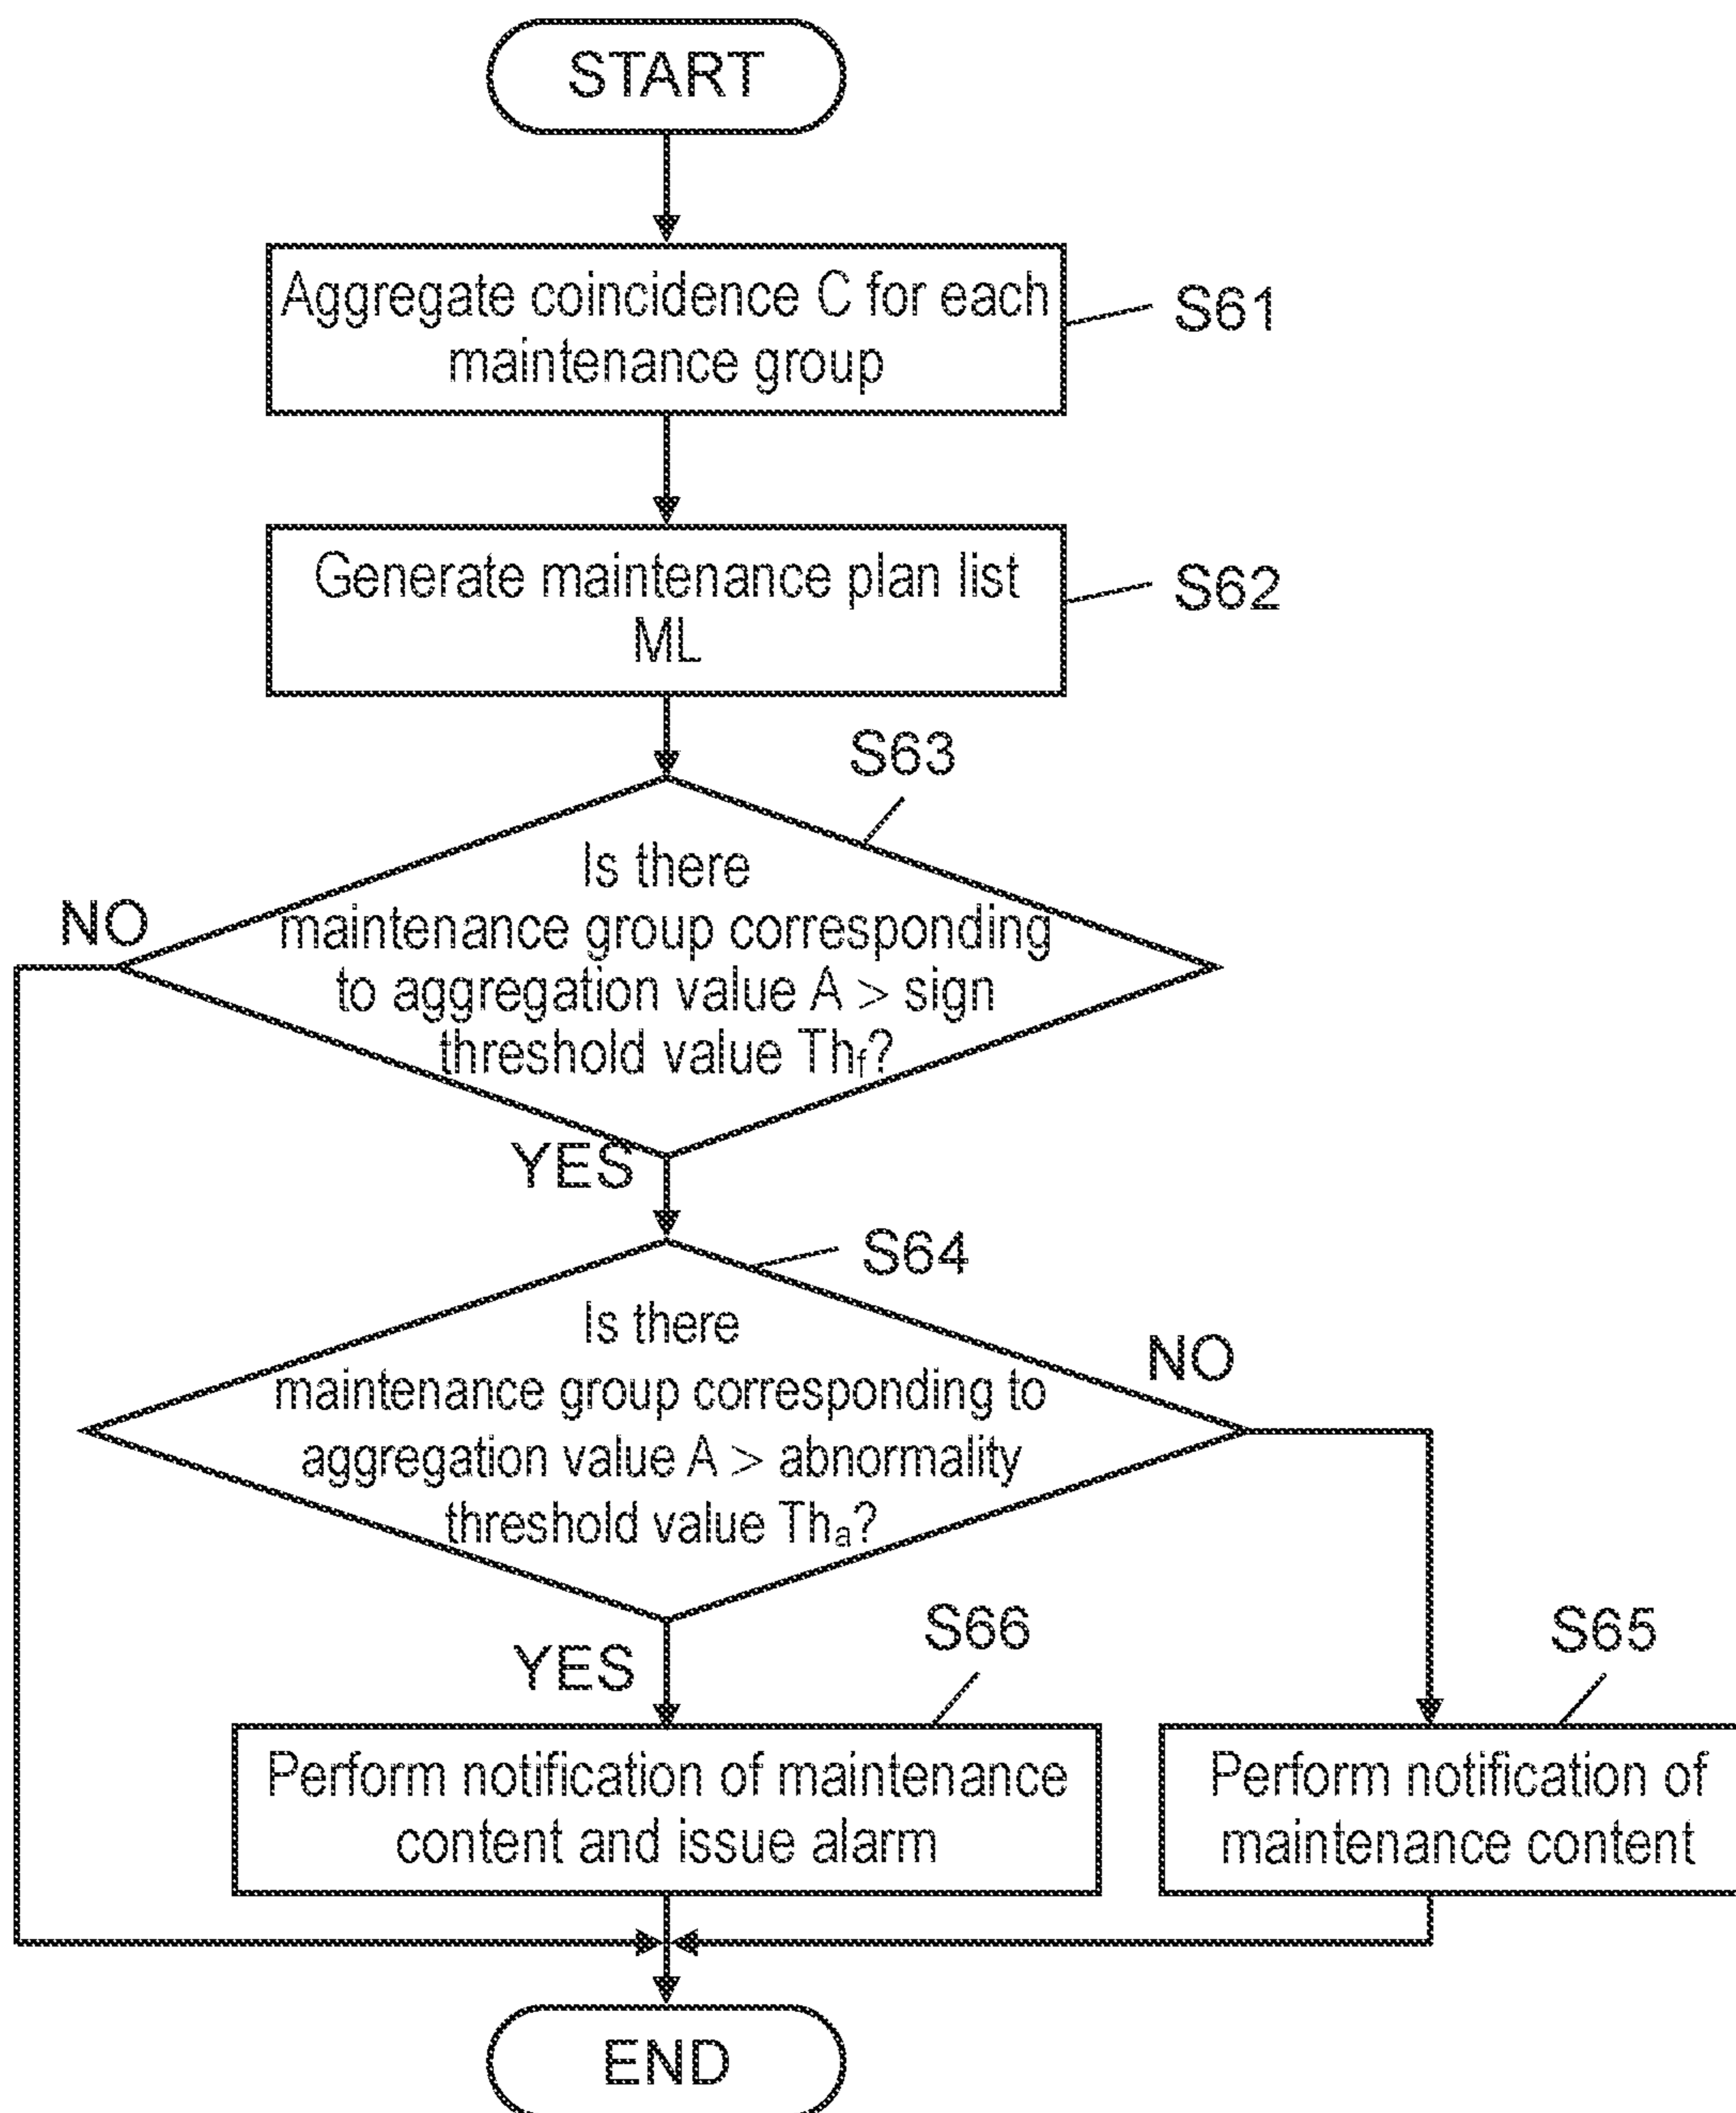 START
Aggregate coincidence C for each
maintenance group
S61
Generate maintenance plan list
ML
S62
S63
Is there
maintenance group corresponding
to aggregation value A > sign
threshold value Thf?
NO
YES
S64
Is there
maintenance group corresponding to
aggregation value A > abnormality
threshold value Tha?
NO
YES
S66
Perform notification of maintenance
content and issue alarm
S65
Perform notification of
maintenance content
END